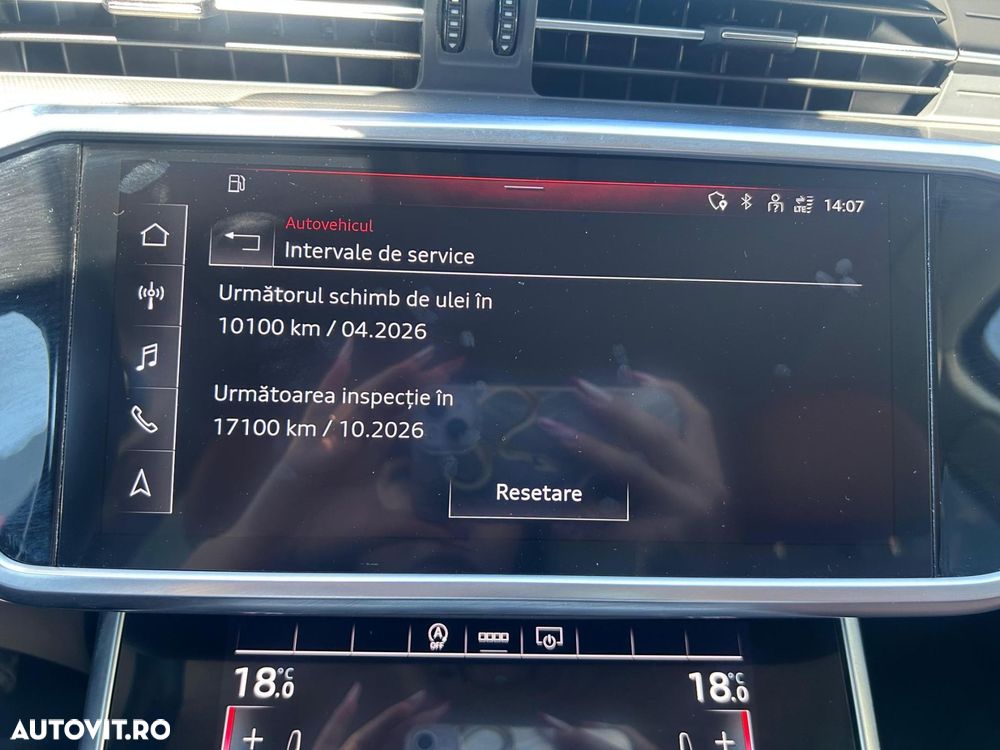 LTE
14:07
Autovehicul
Intervale de service
Următorul schimb de ulei în
10100 km / 04.2026
Următoarea inspecție în
17100 km / 10.2026
Resetare
A
OFF
18.0 °C
18.0 °C
AUTOVIT.RO